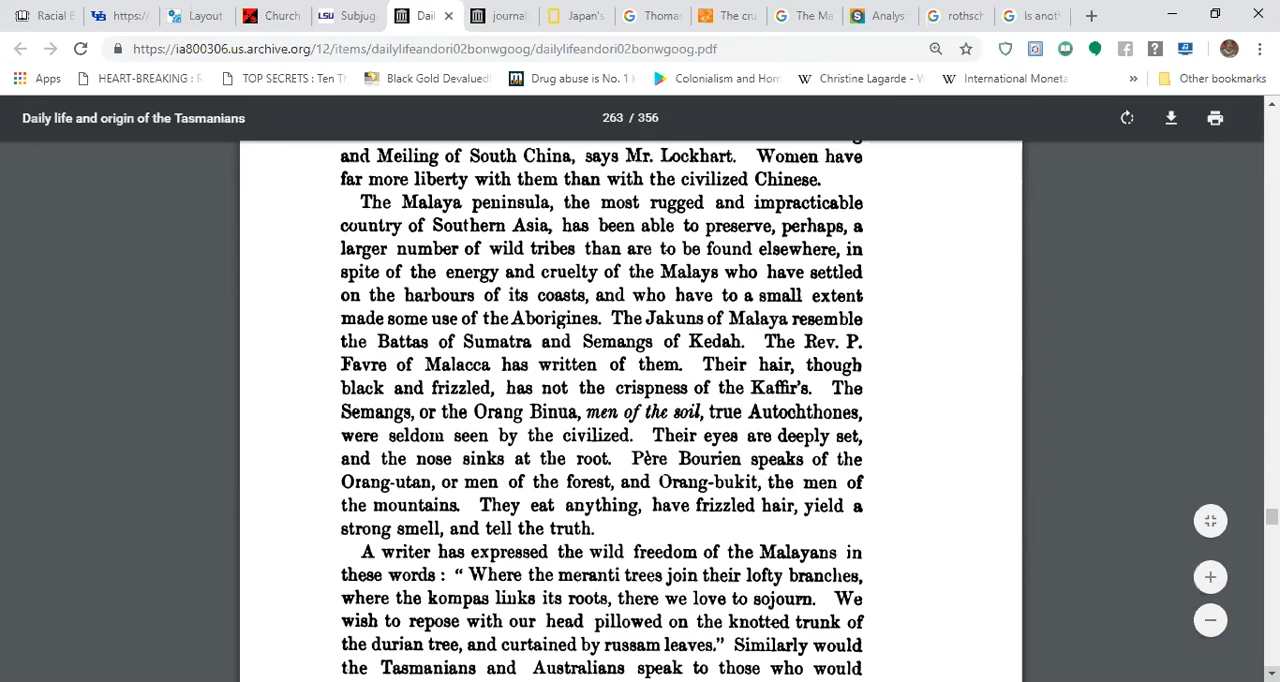 Racial B
https:/
Layout
Church
LSU Subjug
Dail
journal
Japan's
Thomas
The cru
The Ma
Analys
rothsch
Is anot
https://ia800306.us.archive.org/12/items/dailylifeandori02bonwgoog/dailylifeandori02bonwgoog.pdf
Apps
HEART-BREAKING : R
TOP SECRETS : Ten Th
Black Gold Devalued
Drug abuse is No. 1
Colonialism and Hom
W Christine Lagarde - W
W International Moneta
»
Other bookmarks
Daily life and origin of the Tasmanians
263 / 356
and Meiling of South China, says Mr. Lockhart. Women have
far more liberty with them than with the civilized Chinese.
The Malaya peninsula, the most rugged and impracticable
country of Southern Asia, has been able to preserve, perhaps, a
larger number of wild tribes than are to be found elsewhere, in
spite of the energy and cruelty of the Malays who have settled
on the harbours of its coasts, and who have to a small extent
made some use of the Aborigines. The Jakuns of Malaya resemble
the Battas of Sumatra and Semangs of Kedah. The Rev. P.
Favre of Malacca has written of them. Their hair, though
black and frizzled, has not the crispness of the Kaffir's. The
Semangs, or the Orang Binua, men of the soil, true Autochthones,
were seldom seen by the civilized. Their eyes are deeply set,
and the nose sinks at the root. Père Bourien speaks of the
Orang-utan, or men of the forest, and Orang-bukit, the men of
the mountains. They eat anything, have frizzled hair, yield a
strong smell, and tell the truth.
A writer has expressed the wild freedom of the Malayans in
these words : " Where the meranti trees join their lofty branches,
where the kompas links its roots, there we love to sojourn. We
wish to repose with our head pillowed on the knotted trunk of
the durian tree, and curtained by russam leaves." Similarly would
the Tasmanians and Australians speak to those who would